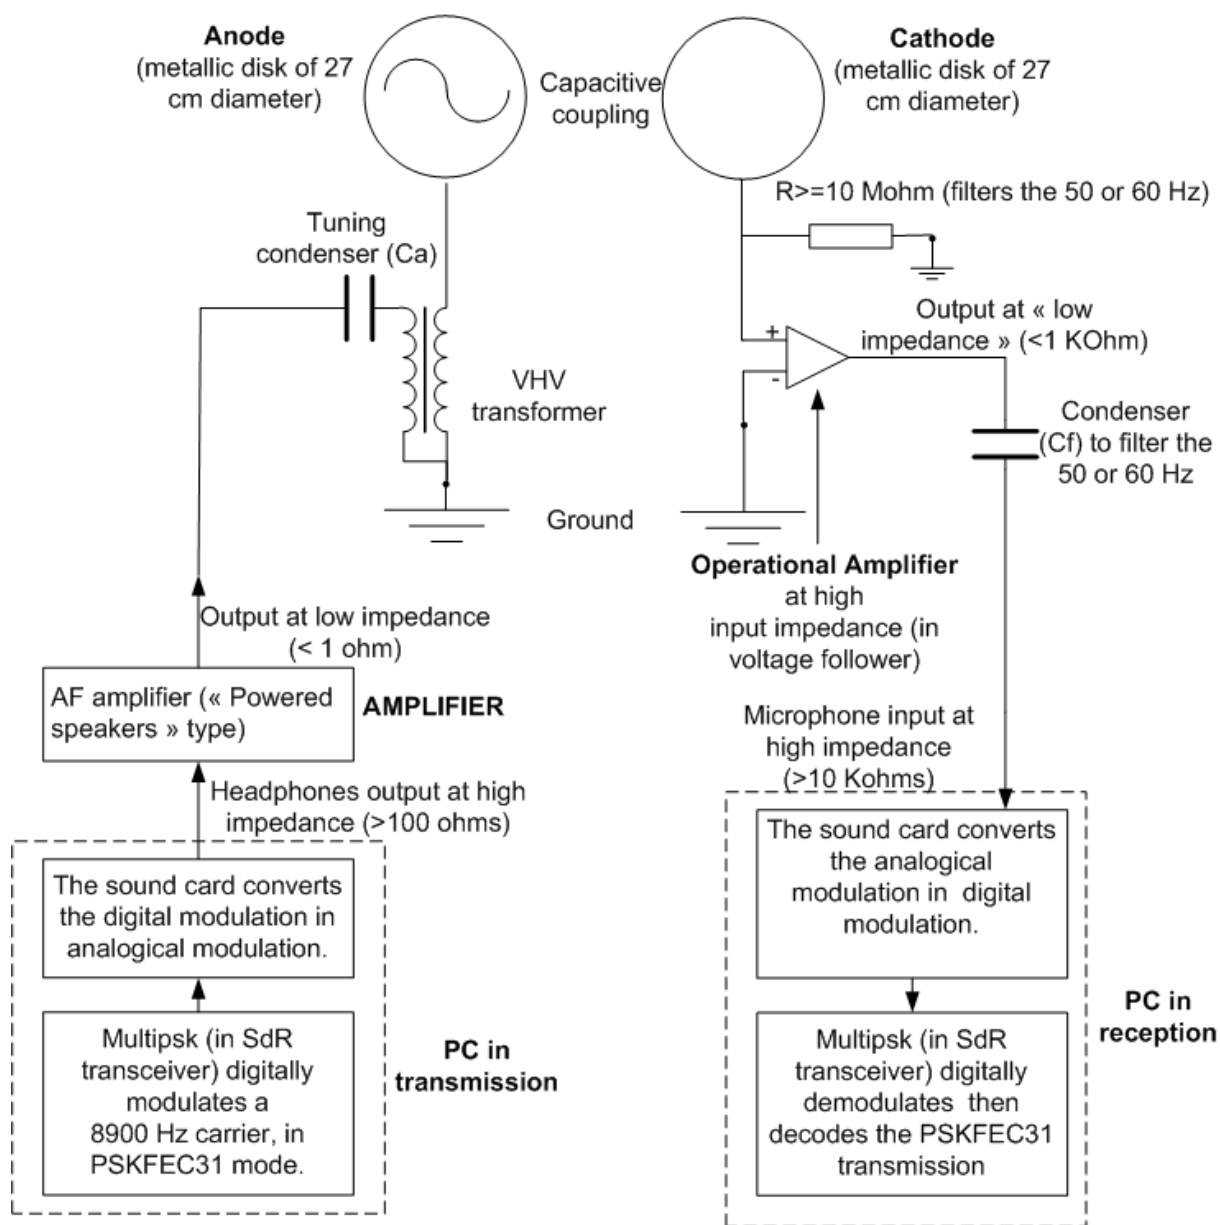 Anode
(metallic disk of 27
cm diameter)
Capacitive
coupling
Cathode
(metallic disk of 27
cm diameter)
R>=10 Mohm (filters the 50 or 60 Hz)
Tuning
condenser (Ca)
VHV
transformer
Ground
+
-
Output at « low
impedance » (<1 KOhm)
Condenser
(Cf) to filter the
50 or 60 Hz
Operational Amplifier
at high
input impedance (in
voltage follower)
Output at low impedance
(< 1 ohm)
AF amplifier (« Powered
speakers » type)
AMPLIFIER
Headphones output at high
impedance (>100 ohms)
Microphone input at
high impedance
(>10 Kohms)
The sound card converts
the digital modulation in
analogical modulation.
Multipsk (in SdR
transceiver) digitally
modulates a
8900 Hz carrier, in
PSKFEC31 mode.
PC in
transmission
The sound card converts
the analogical
modulation in digital
modulation.
Multipsk (in SdR
transceiver) digitally
demodulates then
decodes the PSKFEC31
transmission
PC in
reception